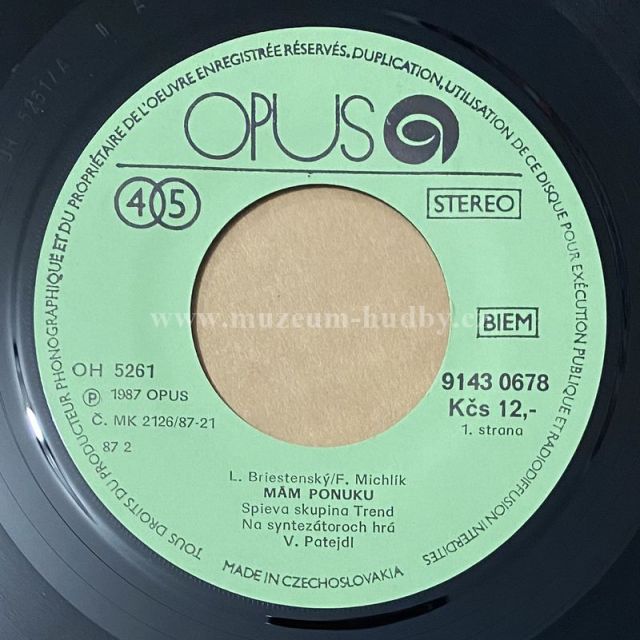 TOUS DROITS DU PRODUCTEUR PHONOGRAPHIQUE ET DU PROPRIÉTAIRE DE L'OEUVRE ENREGISTRÉE RÉSERVÉS. DUPLICATION, UTILISATION DE CE DISQUE POUR EXÉCUTION PUBLIQUE ET RADIODIFFUSION INTERDITES
OPUS
45
STEREO
www.muzeum-hudby.c
BIEM
OH 5261
℗ 1987 OPUS
Č. MK 2126/87-21
87 2
9143 0678
Kčs 12,-
1. strana
L. Briestenský/F. Michlík
MÁM PONUKU
Spieva skupina Trend
Na syntezátoroch hrá
V. Patejdl
MADE IN CZECHOSLOVAKIA